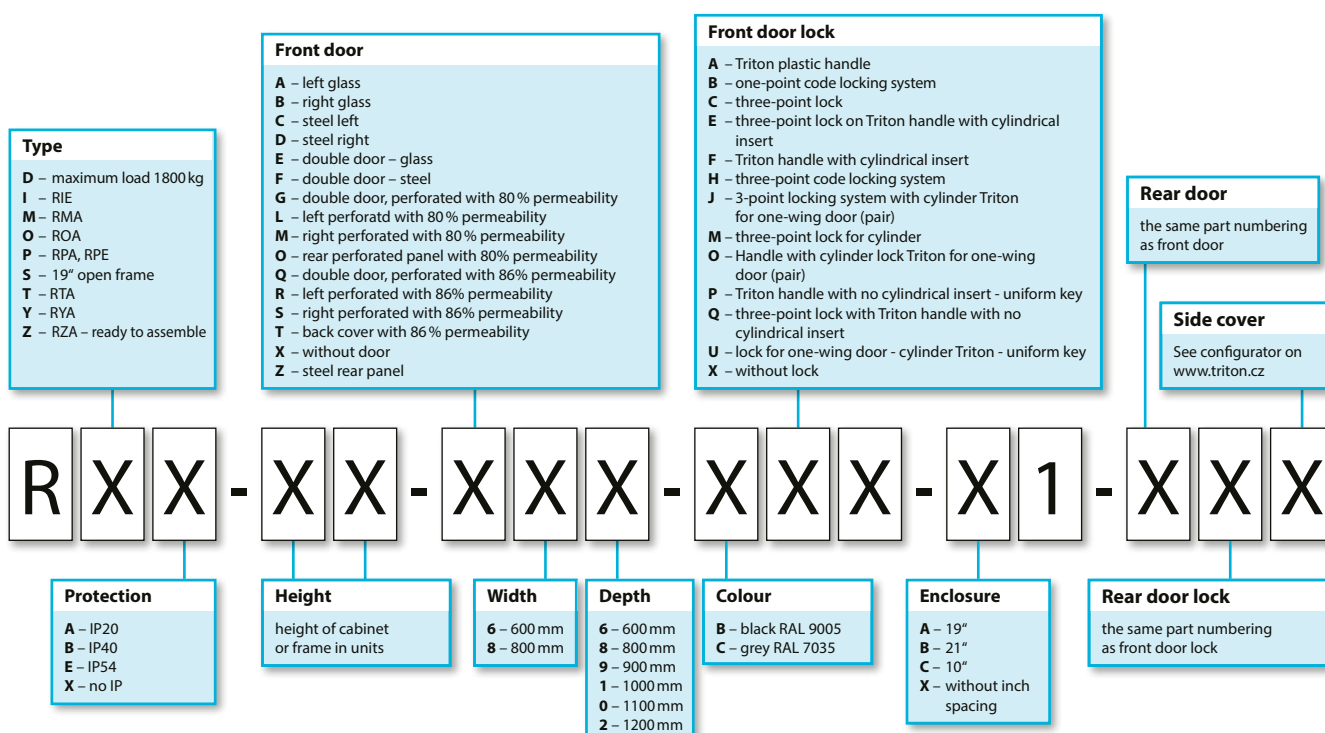 Front door
A – left glass
B – right glass
C – steel left
D – steel right
E – double door – glass
F – double door – steel
G – double door, perforated with 80 % permeability
L – left perforatd with 80 % permeability
M – right perforated with 80 % permeability
O – rear perforated panel with 80% permeability
Q – double door, perforated with 86% permeability
R – left perforated with 86% permeability
S – right perforated with 86% permeability
T – back cover with 86 % permeability
X – without door
Z – steel rear panel
Front door lock
A – Triton plastic handle
B – one-point code locking system
C – three-point lock
E – three-point lock on Triton handle with cylindrical
insert
F – Triton handle with cylindrical insert
H – three-point code locking system
J – 3-point locking system with cylinder Triton
for one-wing door (pair)
M – three-point lock for cylinder
O – Handle with cylinder lock Triton for one-wing
door (pair)
P – Triton handle with no cylindrical insert - uniform key
Q – three-point lock with Triton handle with no
cylindrical insert
U – lock for one-wing door - cylinder Triton - uniform key
X – without lock
Type
D – maximum load 1800 kg
I – RIE
M – RMA
O – ROA
P – RPA, RPE
S – 19“ open frame
T – RTA
Y – RYA
Z – RZA – ready to assemble
Rear door
the same part numbering
as front door
Side cover
See configurator on
www.triton.cz
R X X - X X - X X X - X X X - X 1 - X X X
Protection
A – IP20
B – IP40
E – IP54
X – no IP
Height
height of cabinet
or frame in units
Width
6 – 600 mm
8 – 800 mm
Depth
6 – 600 mm
8 – 800 mm
9 – 900 mm
1 – 1000 mm
0 – 1100 mm
2 – 1200 mm
Colour
B – black RAL 9005
C – grey RAL 7035
Enclosure
A – 19“
B – 21“
C – 10“
X – without inch
spacing
Rear door lock
the same part numbering
as front door lock